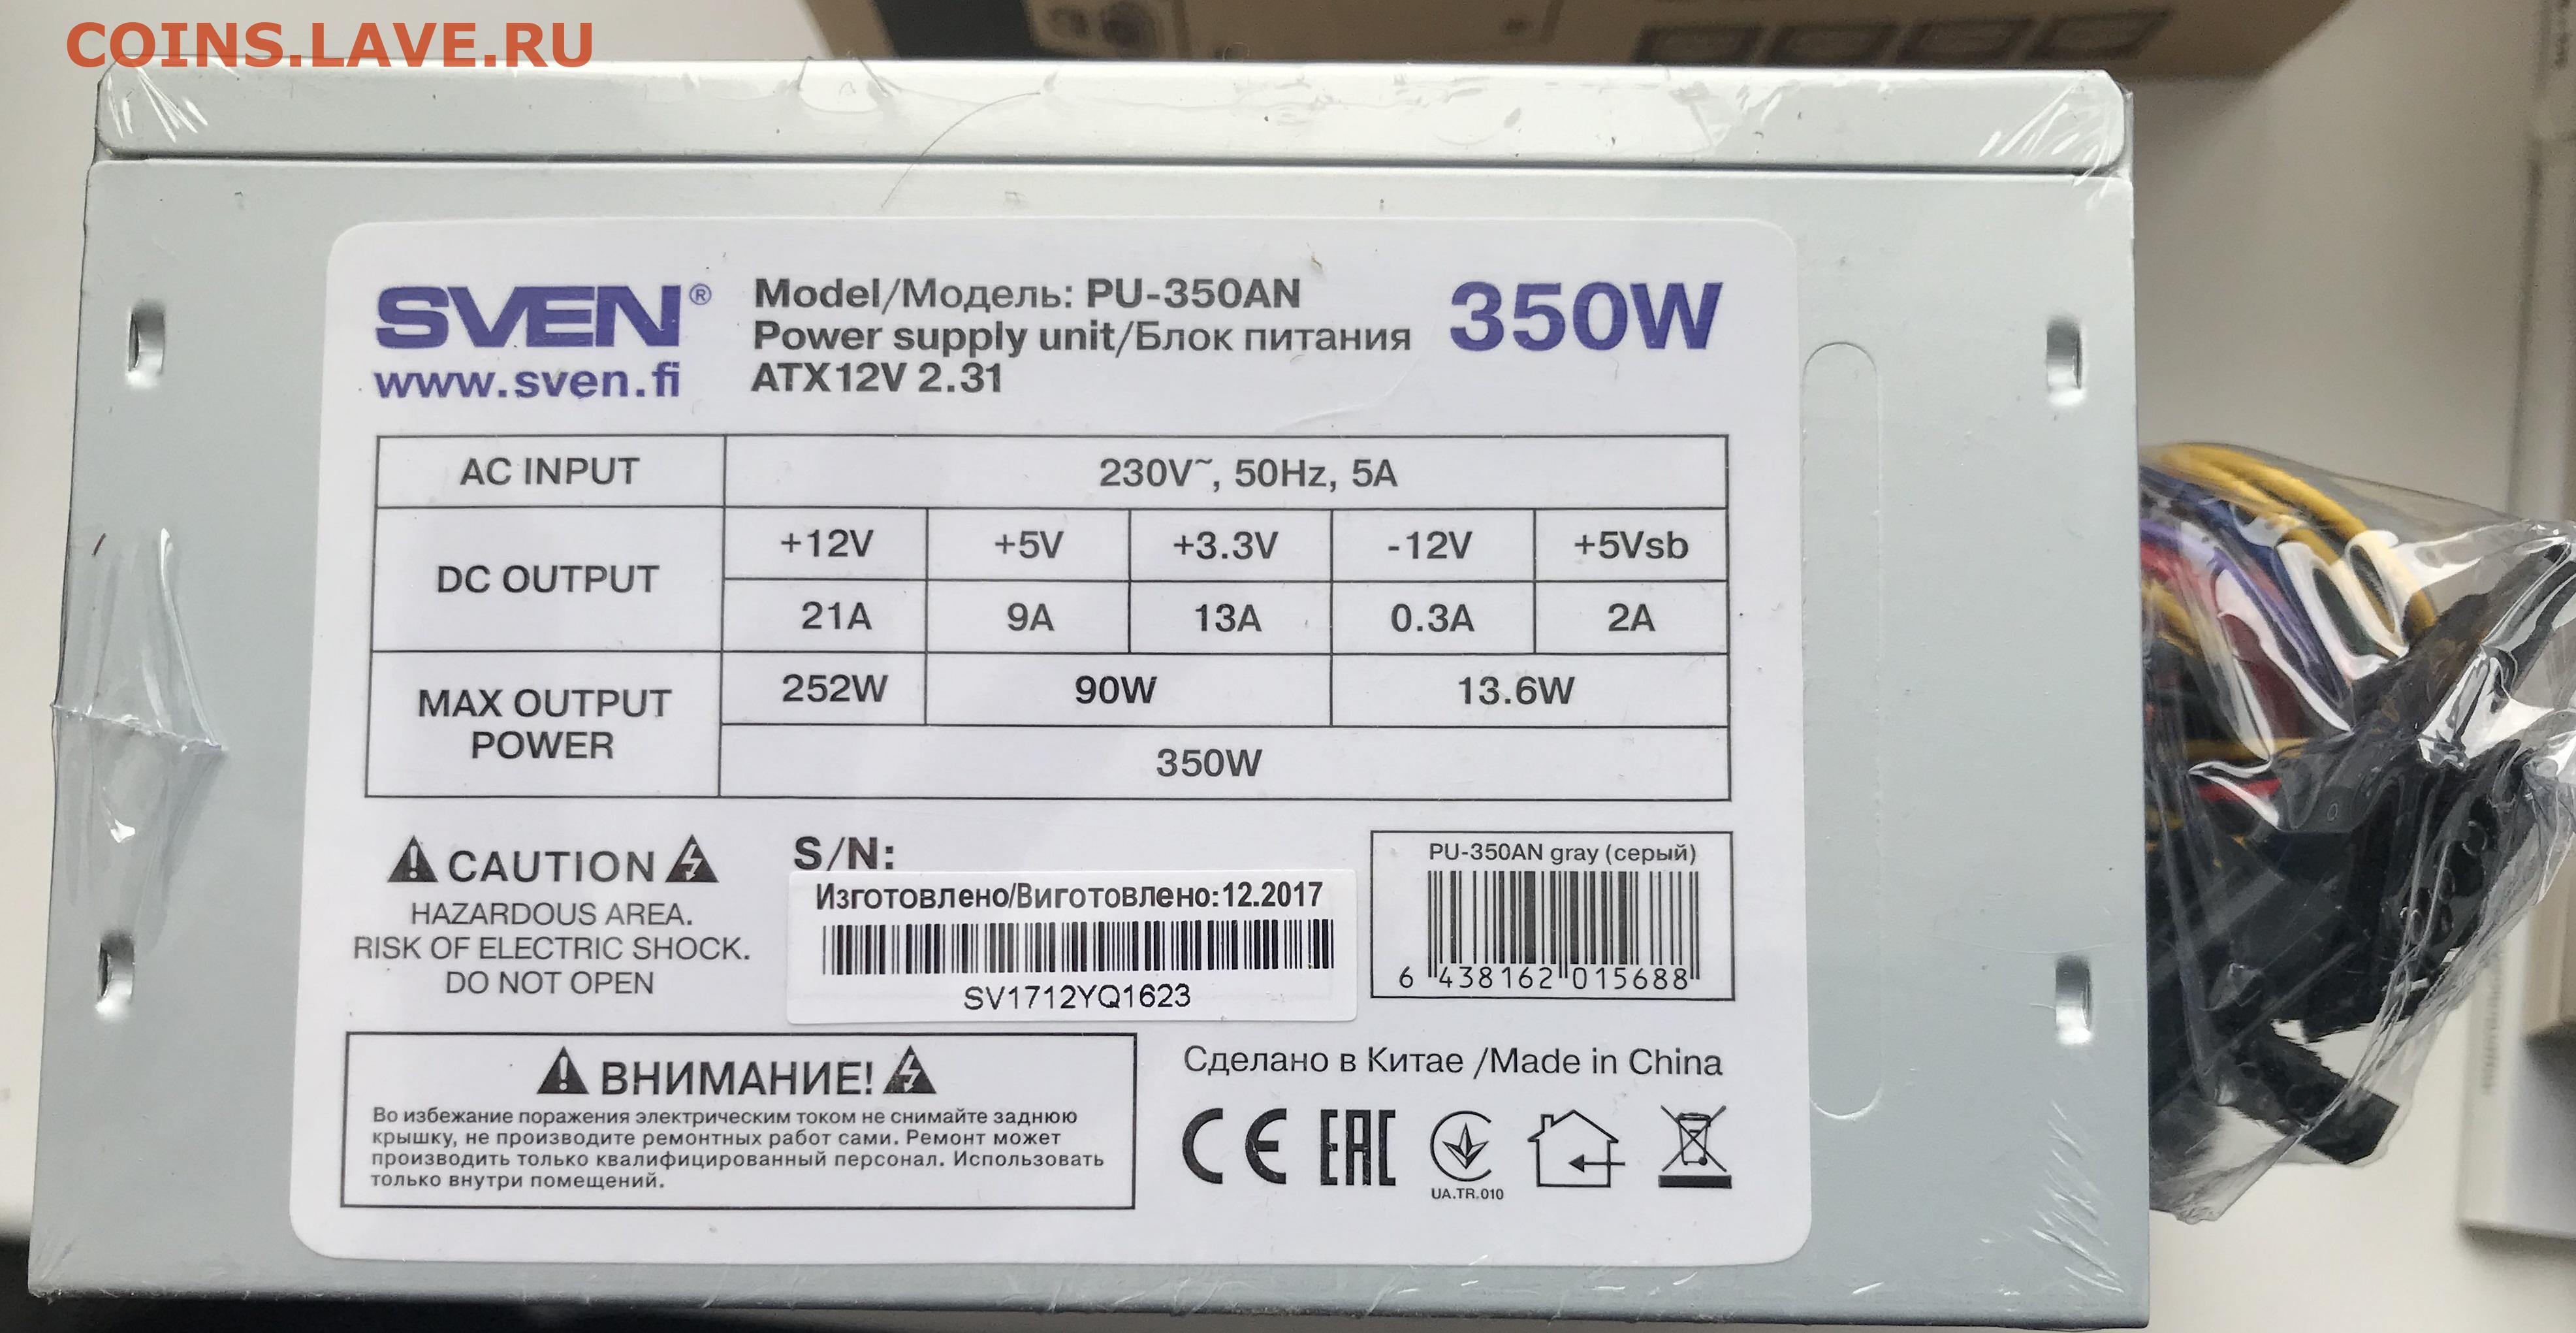 COINS.LAVE.RU
SVEN®
www.sven.fi
Model/Модель: PU-350AN
Power supply unit/Блок питания
ATX12V 2.31
350W
AC INPUT 230V~, 50Hz, 5A
DC OUTPUT
+12V +5V +3.3V -12V +5Vsb
21A 9A 13A 0.3A 2A
MAX OUTPUT
POWER
252W 90W 13.6W
350W
CAUTION
HAZARDOUS AREA.
RISK OF ELECTRIC SHOCK.
DO NOT OPEN
S/N:
Изготовлено/Виготовлено:12.2017
SV1712YQ1623
PU-350AN gray (серый)
6 438162 015688
ВНИМАНИЕ!
Во избежание поражения электрическим током не снимайте заднюю
крышку, не производите ремонтных работ сами. Ремонт может
производить только квалифицированный персонал. Использовать
только внутри помещений.
Сделано в Китае /Made in China
CE EAC
UA.TR.010